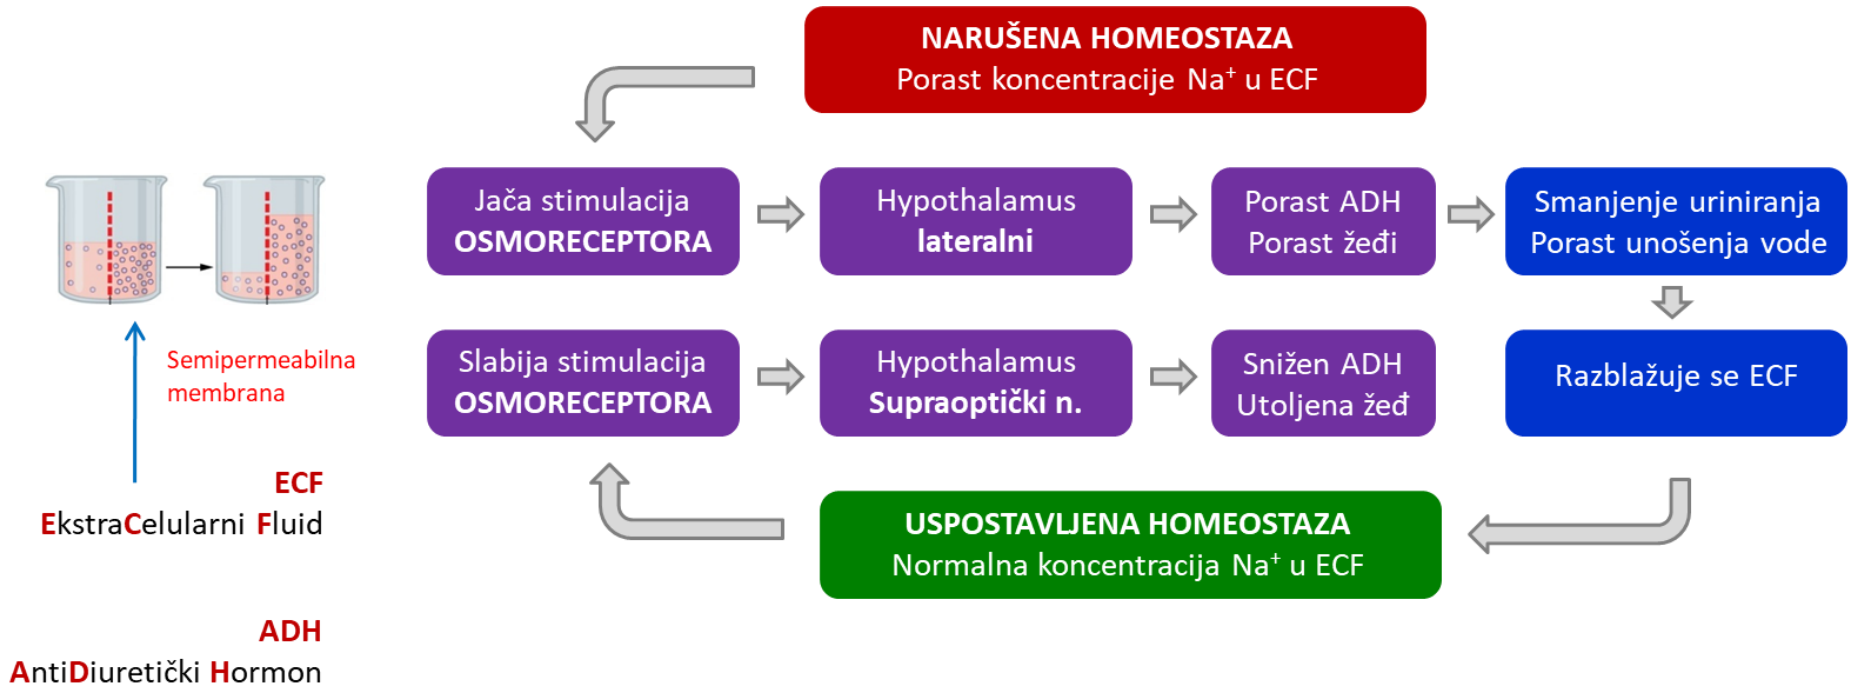 NARUŠENA HOMEOSTAZA
Porast koncentracije Na⁺ u ECF
Jača stimulacija
OSMORECEPTORA
Hypothalamus
lateralni
Porast ADH
Porast žeđi
Smanjenje uriniranja
Porast unošenja vode
Semipermeabilna
membrana
Slabija stimulacija
OSMORECEPTORA
Hypothalamus
Supraoptički n.
Snižen ADH
Utoljena žeđ
Razblažuje se ECF
ECF
EkstraCelularni Fluid
USPOSTAVLJENA HOMEOSTAZA
Normalna koncentracija Na⁺ u ECF
ADH
AntiDiuretički Hormon